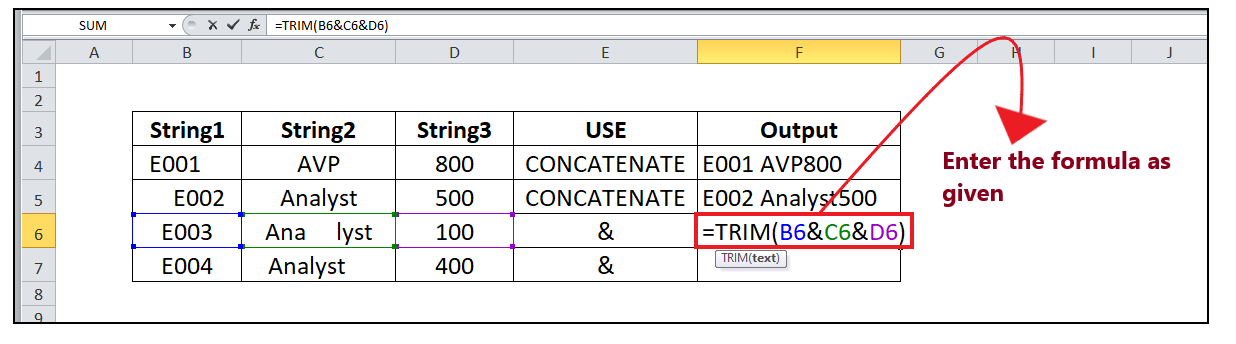 SUM =TRIM(B6&C6&D6)
A B C D E F G H I J
1
2
3 String1 String2 String3 USE Output
4 E001 AVP 800 CONCATENATE E001 AVP800
5 E002 Analyst 500 CONCATENATE E002 Analyst500
6 E003 Ana lyst 100 & =TRIM(B6&C6&D6)
TRIM(text)
7 E004 Analyst 400 &
8
9
Enter the formula as
given